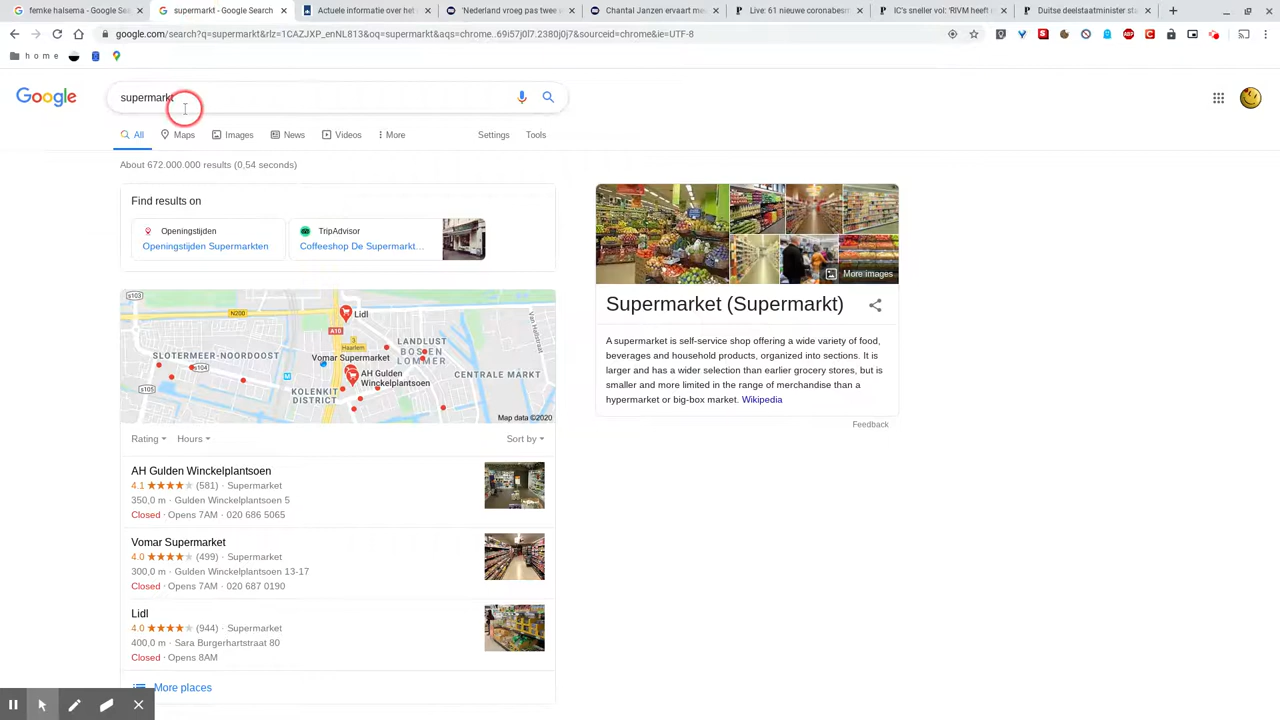 femke halsema - Google Sea
supermarkt - Google Search
Actuele informatie over het
'Nederland vroeg pas twee
Chantal Janzen ervaart me
Live: 61 nieuwe coronabesm
IC's sneller vol: 'RIVM heeft
Duitse deelstaatminister st
google.com/search?q=supermarkt&rlz=1CAZJXP_enNL813&oq=supermarkt&aqs=chrome..69i57j0l7.2380j0j7&sourceid=chrome&ie=UTF-8
home
Google
supermarkt
All
Maps
Images
News
Videos
More
Settings
Tools
About 672.000.000 results (0,54 seconds)
Find results on
Openingstijden
Openingstijden Supermarkten
TripAdvisor
Coffeeshop De Supermarkt...
s103
N200
Lidl
A10
3
Haarlem
LANDLUST
BOS EN
LOMMER
Van Hallstraat
SLOTERMEER-NOORDOOST
Vomar Supermarket
s104
AH Gulden
Winckelplantsoen
CENTRALE MARKT
s105
KOLENKIT
DISTRICT
Map data ©2020
Rating
Hours
Sort by
AH Gulden Winckelplantsoen
4.1 (581) · Supermarket
350,0 m · Gulden Winckelplantsoen 5
Closed · Opens 7AM · 020 686 5065
Vomar Supermarket
4.0 (499) · Supermarket
300,0 m · Gulden Winckelplantsoen 13-17
Closed · Opens 7AM · 020 687 0190
Lidl
4.0 (944) · Supermarket
400,0 m · Sara Burgerhartstraat 80
Closed · Opens 8AM
More places
More images
Supermarket (Supermarkt)
A supermarket is self-service shop offering a wide variety of food,
beverages and household products, organized into sections. It is
larger and has a wider selection than earlier grocery stores, but is
smaller and more limited in the range of merchandise than a
hypermarket or big-box market. Wikipedia
Feedback